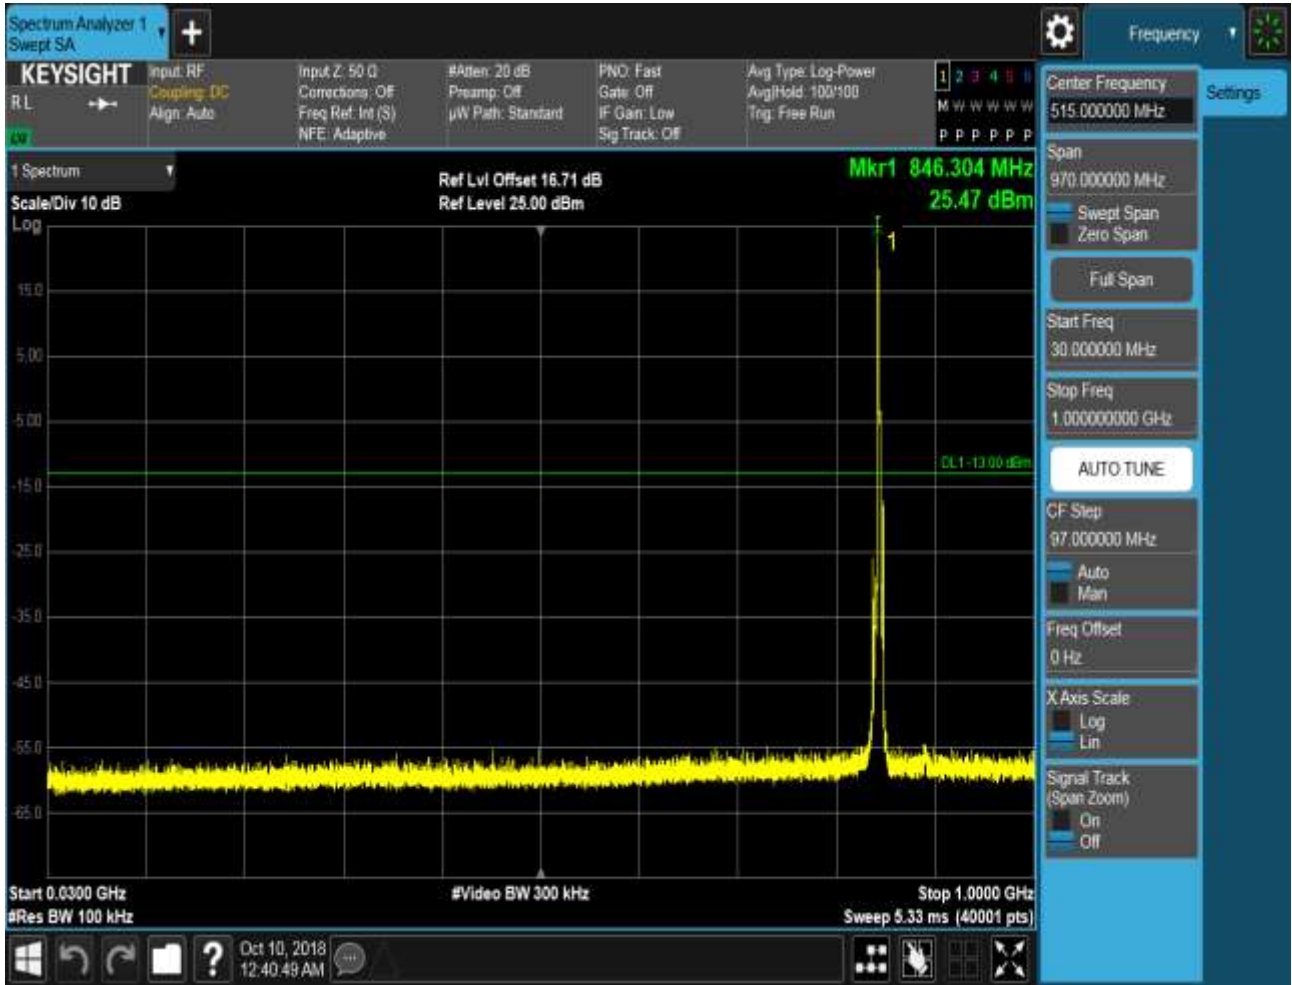 Spectrum Analyzer 1
Swept SA
Frequency
KEYSIGHT
Input: RF
Coupling: DC
Align: Auto
Input Z: 50 Ω
Corrections: Off
Freq Ref: Int (S)
NFE: Adaptive
#Atten: 20 dB
Preamp: Off
µW Path: Standard
PNO: Fast
Gate: Off
IF Gain: Low
Sig Track: Off
Avg Type: Log-Power
Avg|Hold: 100/100
Trig: Free Run
1 2 3 4 5 6
M W W W W W
P P P P P P
R L
LXI
1 Spectrum
Scale/Div 10 dB
Log
Ref Lvl Offset 16.71 dB
Ref Level 25.00 dBm
Mkr1 846.304 MHz
25.47 dBm
1
15.0
5.00
-5.00
DL1 -13.00 dBm
-15.0
-25.0
-35.0
-45.0
-55.0
-65.0
Start 0.0300 GHz
#Video BW 300 kHz
Stop 1.0000 GHz
#Res BW 100 kHz
Sweep 5.33 ms (40001 pts)
Oct 10, 2018
12:40:49 AM
?
Center Frequency
515.000000 MHz
Settings
Span
970.000000 MHz
Swept Span
Zero Span
Full Span
Start Freq
30.000000 MHz
Stop Freq
1.000000000 GHz
AUTO TUNE
CF Step
97.000000 MHz
Auto
Man
Freq Offset
0 Hz
X Axis Scale
Log
Lin
Signal Track
(Span Zoom)
On
Off